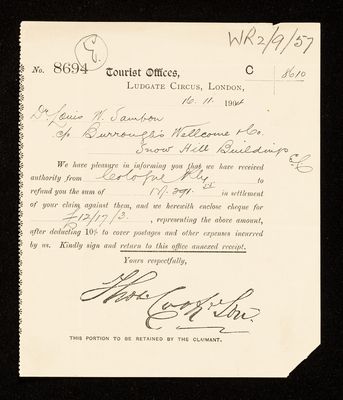 E.
WR2/9/57
No. 8694 Tourist Offices, C 8610
LUDGATE CIRCUS, LONDON,
16. 11. 1904
Dr Louis W. Sambon
c/o Burroughs Wellcome & Co.
Snow Hill Buildings
EC
We have pleasure in informing you that we have received
authority from Cologne Rly to
refund you the sum of in settlement
of your claim against them, and we herewith enclose cheque for
£12/17/3. , representing the above amount,
after deducting 10% to cover postages and other expenses incurred
by us. Kindly sign and return to this office annexed receipt.
Yours respectfully,
Thos. Cook & Son.
THIS PORTION TO BE RETAINED BY THE CLAIMANT.